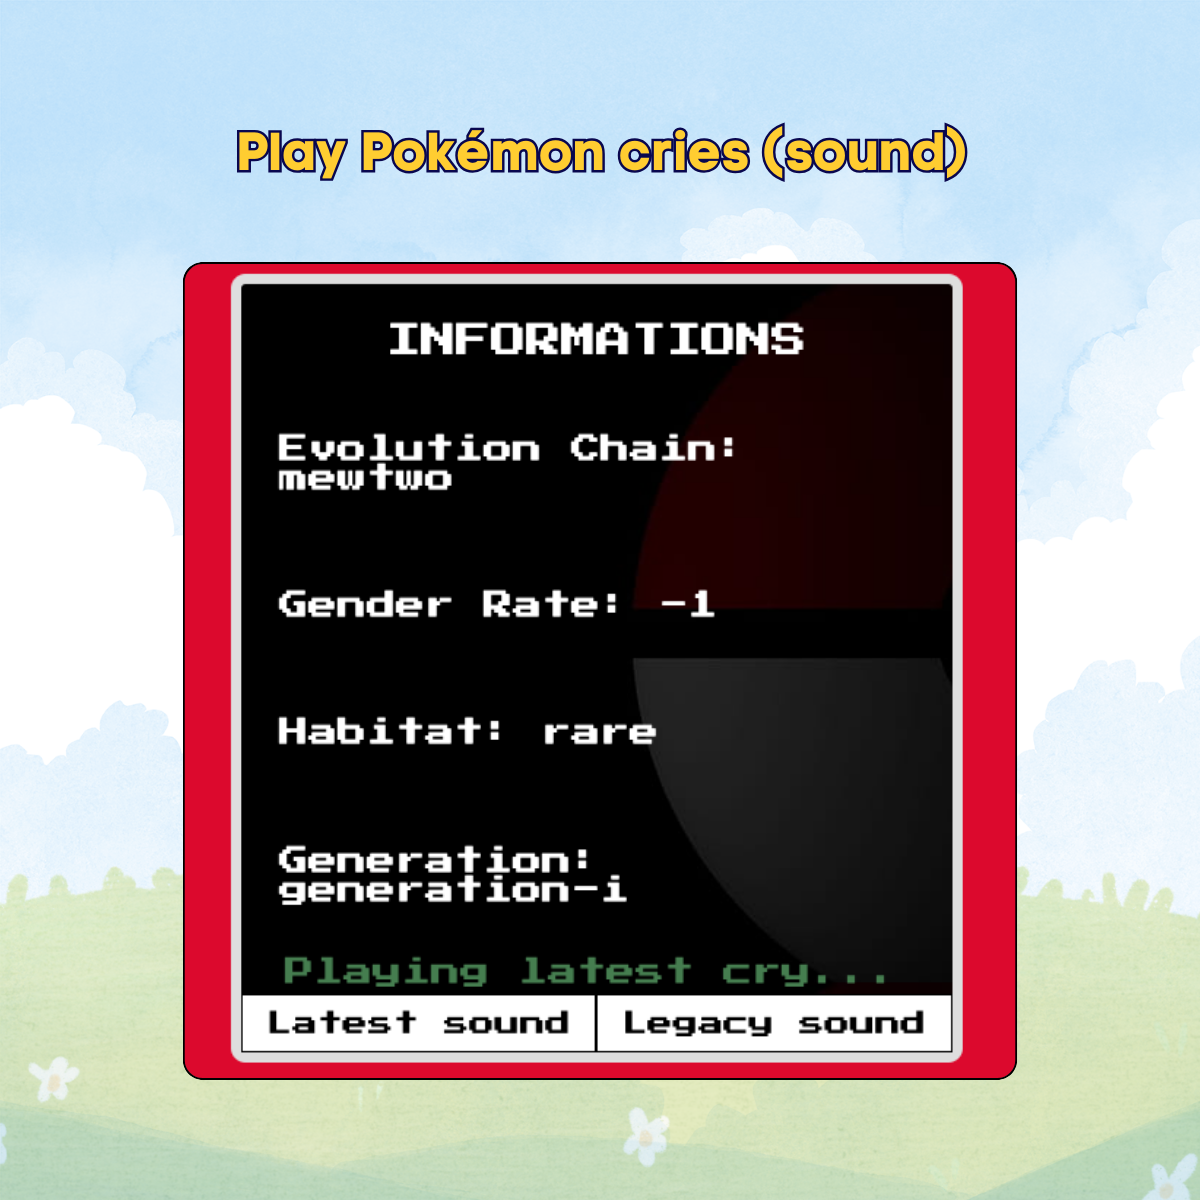 Play Pokémon cries (sound)
INFORMATIONS
Evolution Chain:
mewtwo
Gender Rate: -1
Habitat: rare
Generation:
generation-i
Playing latest cry...
Latest sound
Legacy sound